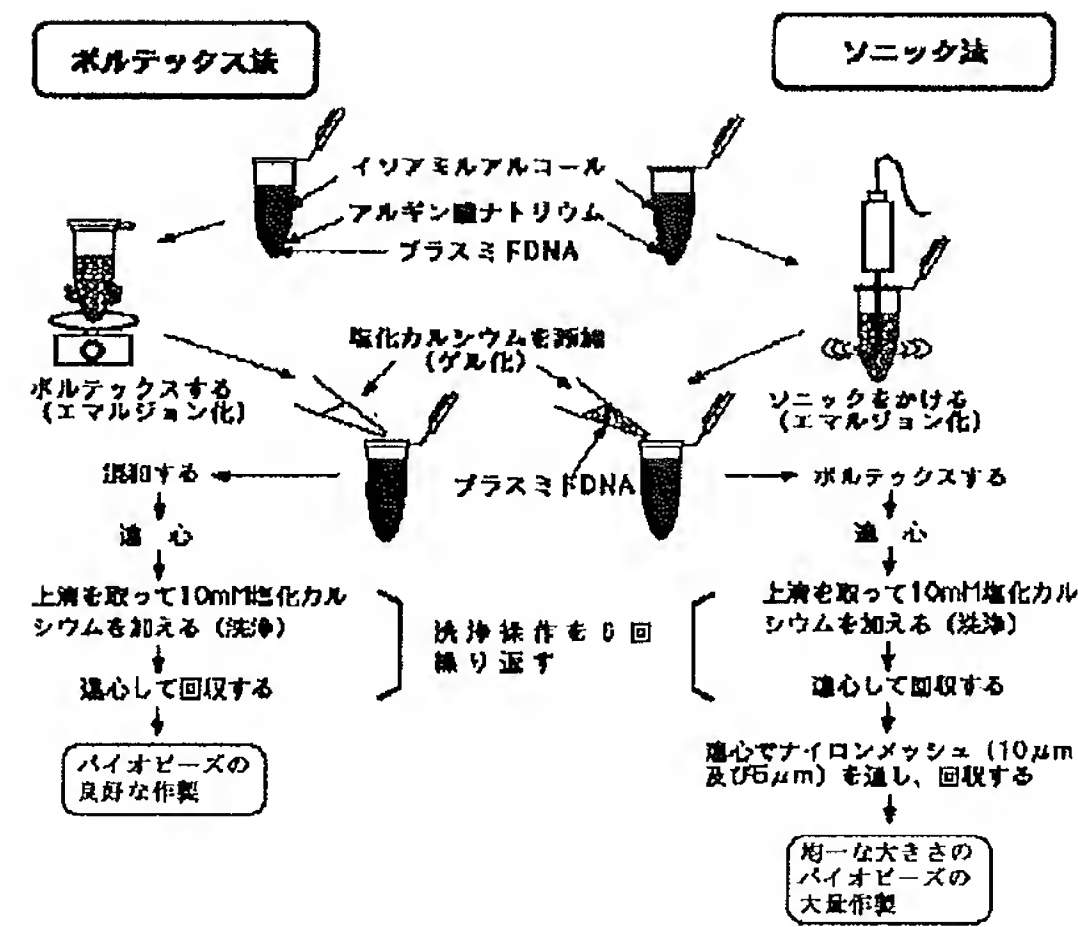 ボルテックス法
ソニック法
イソアミルアルコール
アルギン酸ナトリウム
プラスミドDNA
塩化カルシウムを添加
(ゲル化)
ボルテックスする
(エマルジョン化)
ソニックをかける
(エマルジョン化)
プラスミドDNA
混和する
遠 心
上清を取って10mM塩化カル
シウムを加える(洗浄)
遠心して回収する
バイオビーズの
良好な作製
洗浄操作を 回
繰り返す
ボルテックスする
遠 心
上清を取って10mM塩化カル
シウムを加える(洗浄)
遠心して回収する
遠心でナイロンメッシュ(10μm
及び5μm)を通し、回収する
均一な大きさの
バイオビーズの
大量作製